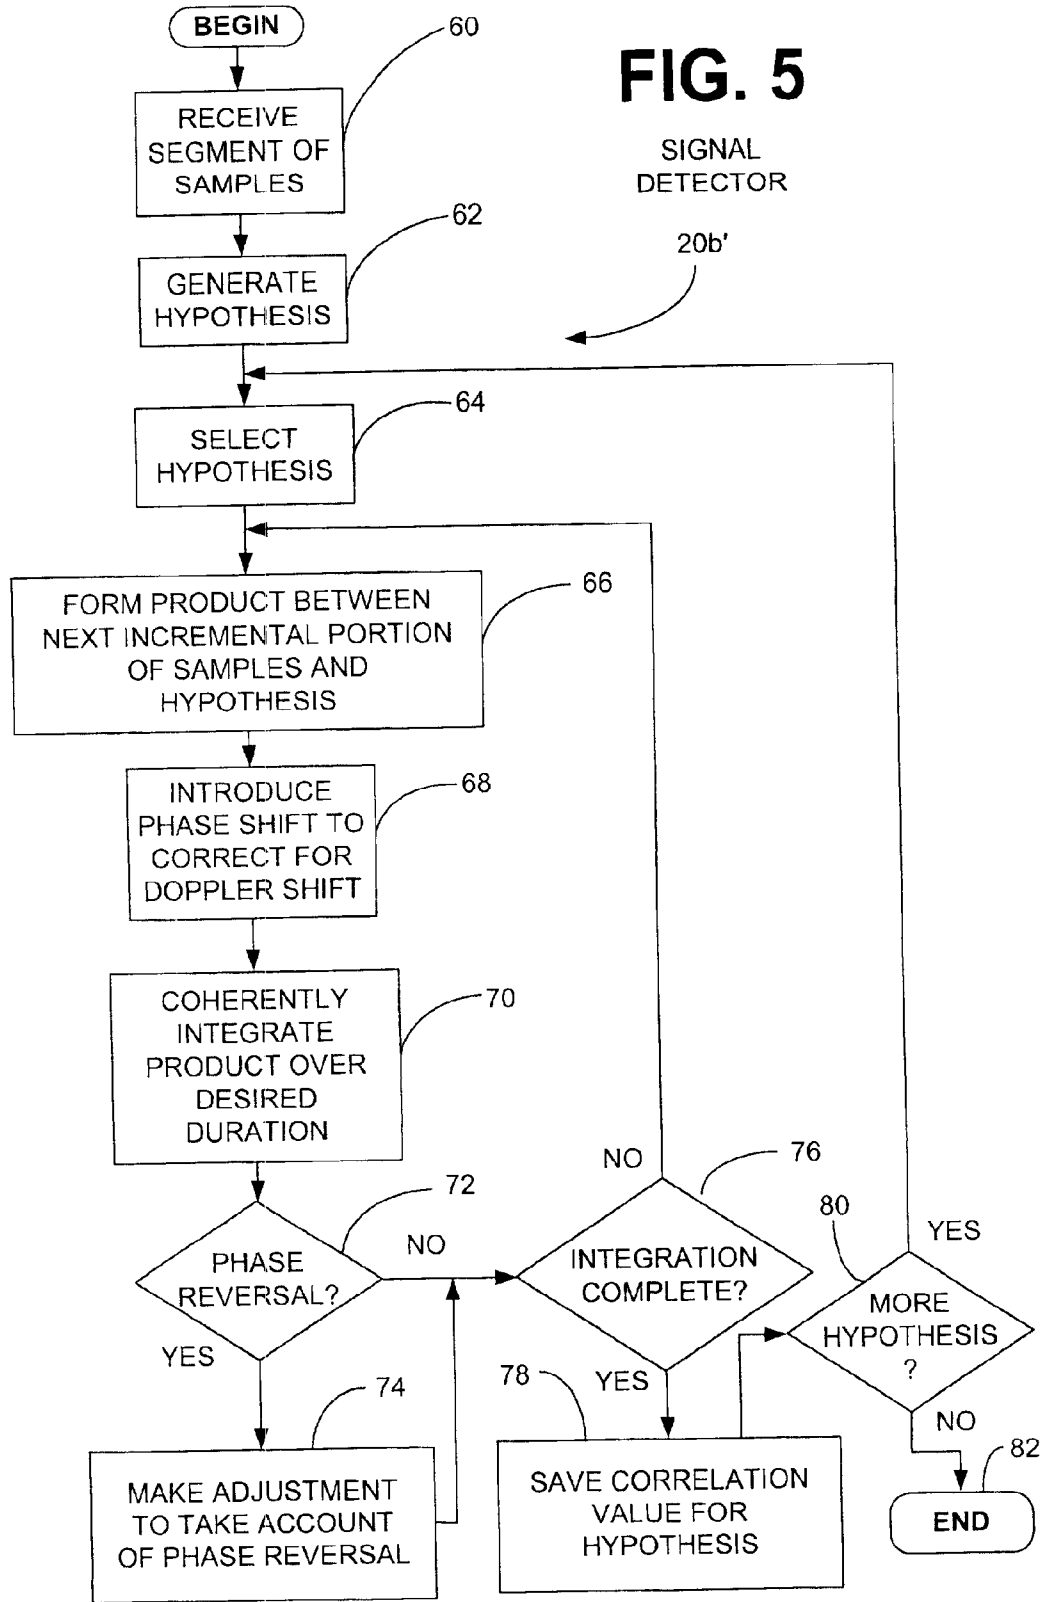 BEGIN
60
FIG. 5
RECEIVE
SEGMENT OF
SAMPLES
SIGNAL
DETECTOR
62
20b'
GENERATE
HYPOTHESIS
64
SELECT
HYPOTHESIS
66
FORM PRODUCT BETWEEN
NEXT INCREMENTAL PORTION
OF SAMPLES AND
HYPOTHESIS
68
INTRODUCE
PHASE SHIFT TO
CORRECT FOR
DOPPLER SHIFT
70
COHERENTLY
INTEGRATE
PRODUCT OVER
DESIRED
DURATION
72
PHASE
REVERSAL?
NO
YES
74
MAKE ADJUSTMENT
TO TAKE ACCOUNT
OF PHASE REVERSAL
NO
76
INTEGRATION
COMPLETE?
YES
78
SAVE CORRELATION
VALUE FOR
HYPOTHESIS
80
YES
MORE
HYPOTHESIS
?
NO
82
END